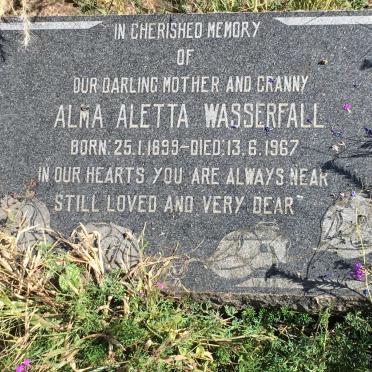 IN CHERISHED MEMORY
OF
OUR DARLING MOTHER AND GRANNY
ALMA ALETTA WASSERFALL
BORN: 25.1.1899-DIED: 13.6.1967
IN OUR HEARTS YOU ARE ALWAYS NEAR
STILL LOVED AND VERY DEAR